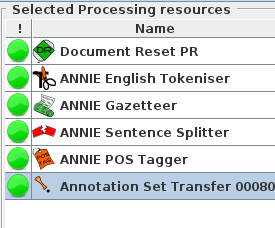 Selected Processing resources
! Name
Document Reset PR
ANNIE English Tokeniser
ANNIE Gazetteer
ANNIE Sentence Splitter
ANNIE POS Tagger
Annotation Set Transfer 00080